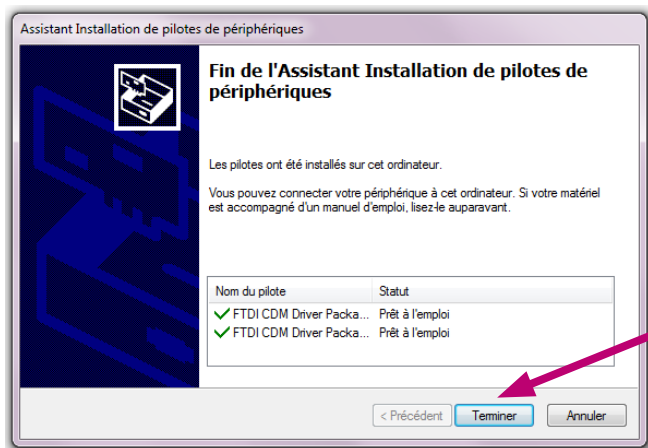 Assistant Installation de pilotes de périphériques
Fin de l'Assistant Installation de pilotes de
périphériques
Les pilotes ont été installés sur cet ordinateur.
Vous pouvez connecter votre périphérique à cet ordinateur. Si votre matériel
est accompagné d'un manuel d'emploi, lisez-le auparavant.
Nom du pilote Statut
FTDI CDM Driver Packa... Prêt à l'emploi
FTDI CDM Driver Packa... Prêt à l'emploi
< Précédent Terminer Annuler